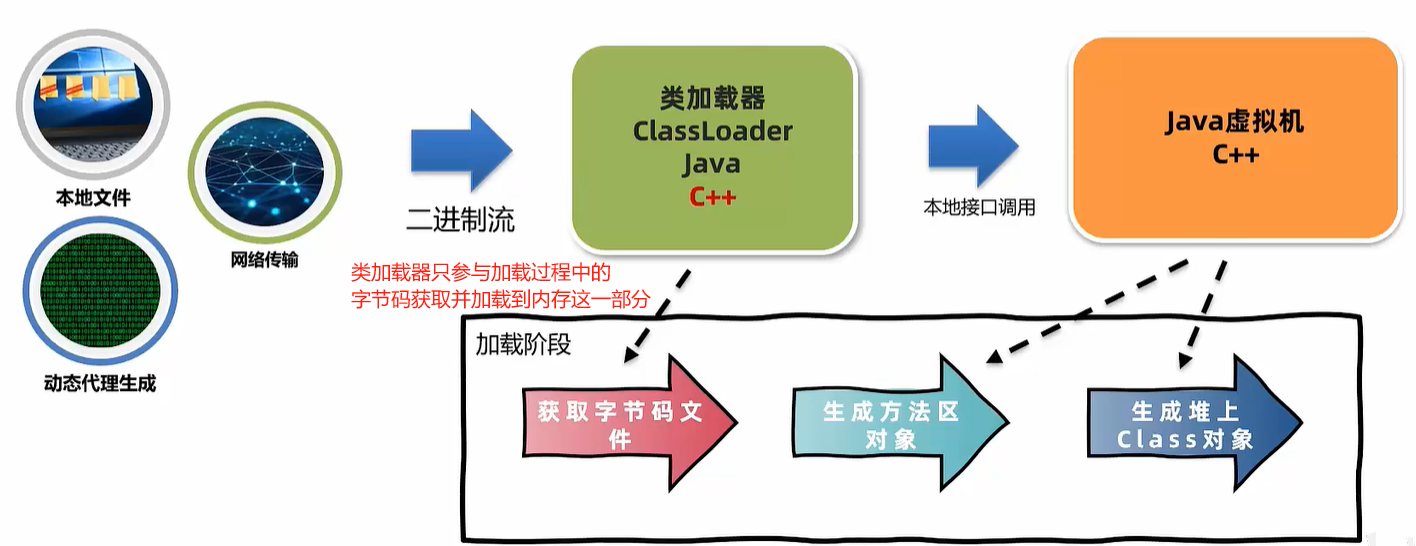 本地文件
网络传输
动态代理生成
二进制流
类加载器
ClassLoader
Java
C++
本地接口调用
Java虚拟机
C++
类加载器只参与加载过程中的
字节码获取并加载到内存这一部分
加载阶段
获取字节码文
件
生成方法区
对象
生成堆上
Class对象